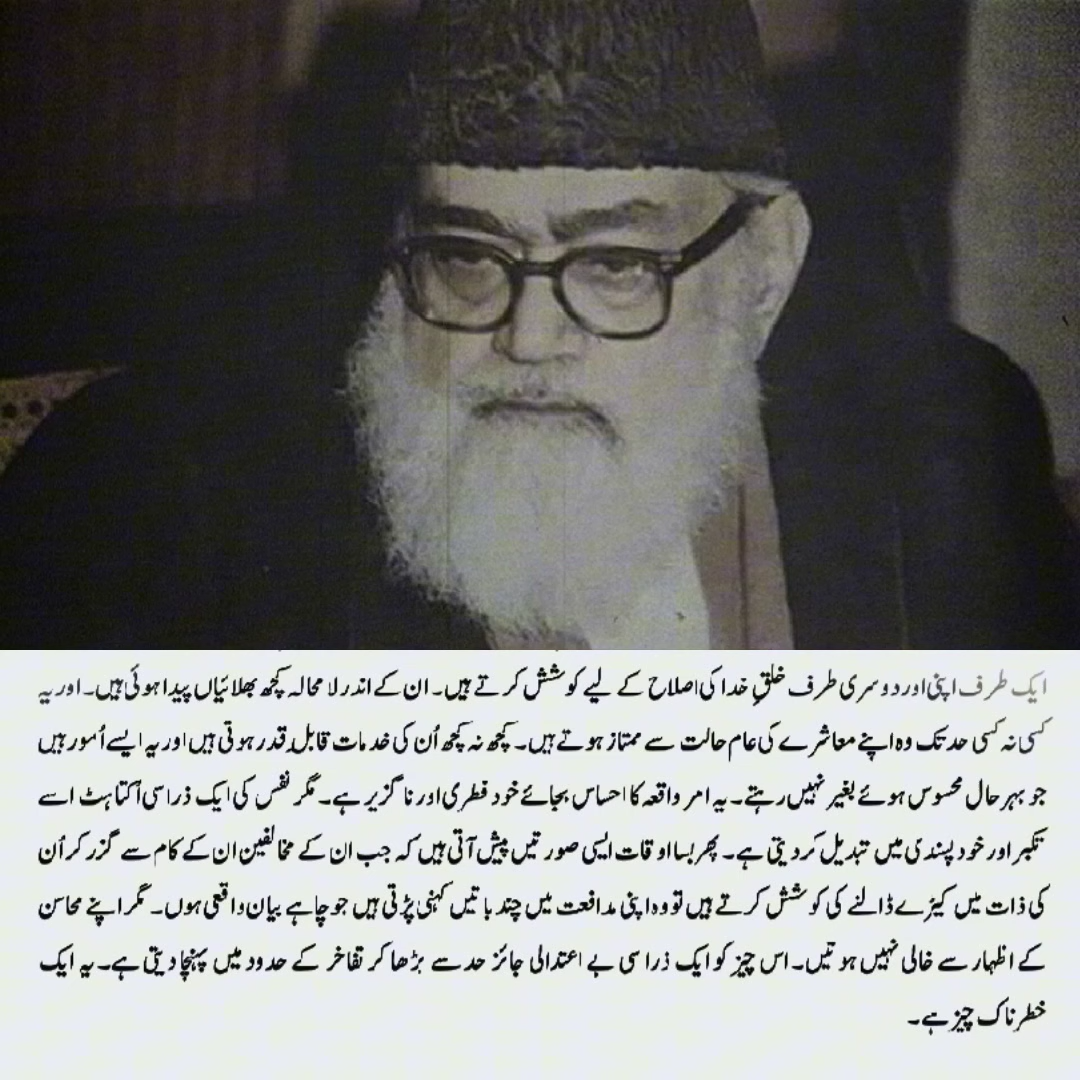 ایک طرف اپنی اور دوسری طرف خلقِ خدا کی اصلاح کے لیے کوشش کرتے ہیں۔ ان کے اندر لا محالہ کچھ بھلائیاں پیدا ہوئی ہیں۔ اور یہ
کسی نہ کسی حد تک وہ اپنے معاشرے کی عام حالت سے ممتاز ہوتے ہیں۔ کچھ نہ کچھ اُن کی خدمات قابل قدر ہوتی ہیں اور یہ ایسے اُمور ہیں
جو بہر حال محسوس ہوئے بغیر نہیں رہتے۔ یہ امر واقعہ کا احساس بجائے خود فطری اور ناگزیر ہے۔ مگر نفس کی ایک ذرا سی اُکتاہٹ اسے
تکبر اور خود پسندی میں تبدیل کر دیتی ہے۔ پھر بسا اوقات ایسی صورتیں پیش آتی ہیں کہ جب ان کے مخالفین ان کے کام سے گزر کر اُن
کی ذات میں کیڑے ڈالنے کی کوشش کرتے ہیں تو وہ اپنی مدافعت میں چند باتیں کہنی پڑتی ہیں جو چاہے بیان واقعی ہوں۔ مگر اپنے محاسن
کے اظہار سے خالی نہیں ہوتیں۔ اس چیز کو ایک ذرا سی بے اعتدالی جائز حد سے بڑھا کر تفاخر کے حدود میں پہنچا دیتی ہے۔ یہ ایک
خطرناک چیز ہے۔